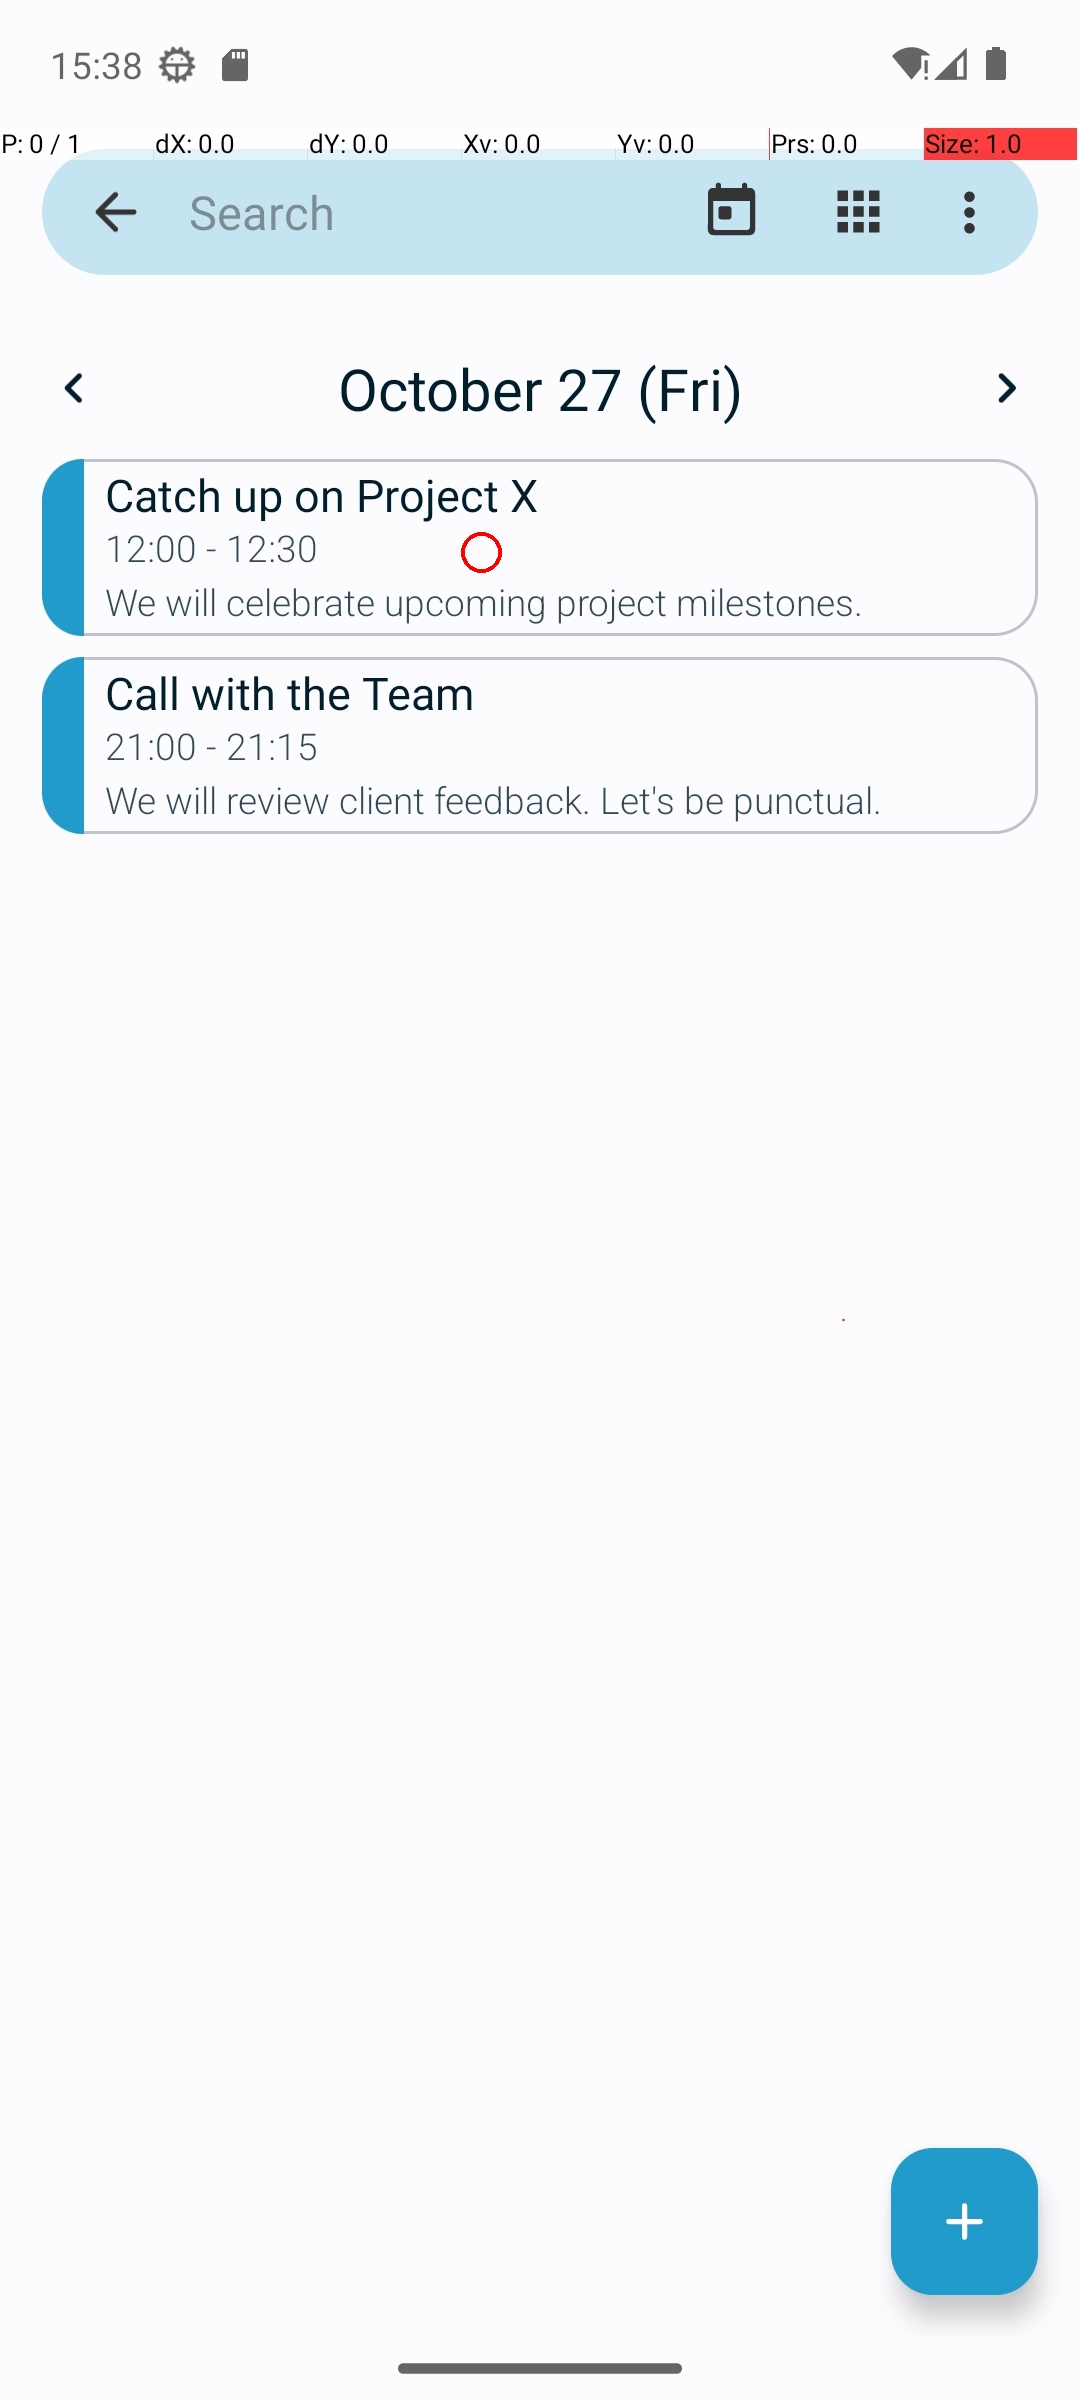 15:38
P: 0 / 1 dX: 0.0 dY: 0.0 Xv: 0.0 Yv: 0.0 Prs: 0.0 Size: 1.0
Search
October 27 (Fri)
Catch up on Project X
12:00 - 12:30
We will celebrate upcoming project milestones.
Call with the Team
21:00 - 21:15
We will review client feedback. Let's be punctual.